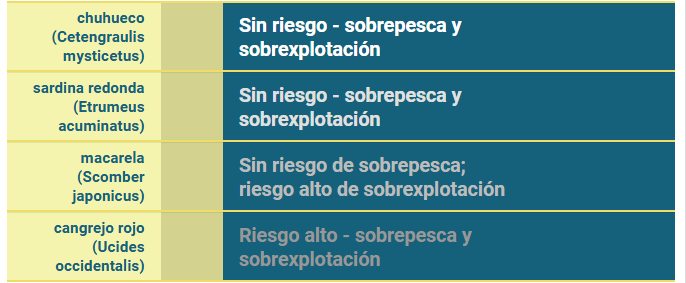 chuhueco
(Cetengraulis
mysticetus)
Sin riesgo - sobrepesca y
sobrexplotación
sardina redonda
(Etrumeus
acuminatus)
Sin riesgo - sobrepesca y
sobrexplotación
macarela
(Scomber
japonicus)
Sin riesgo de sobrepesca;
riesgo alto de sobrexplotación
cangrejo rojo
(Ucides
occidentalis)
Riesgo alto - sobrepesca y
sobrexplotación